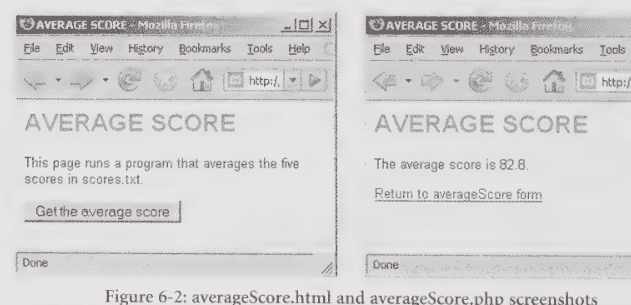 AVERAGE SCORE - Mozilla Firefox
File Edit View History Bookmarks Tools Help
http:/.
AVERAGE SCORE
This page runs a program that averages the five
scores in scores.txt.
Get the average score
Done
AVERAGE SCORE - Mozilla Firefox
File Edit View History Bookmarks Tools
http:/
AVERAGE SCORE
The average score is 82.8.
Return to averageScore form
Done
Figure 6-2: averageScore.html and averageScore.php screenshots